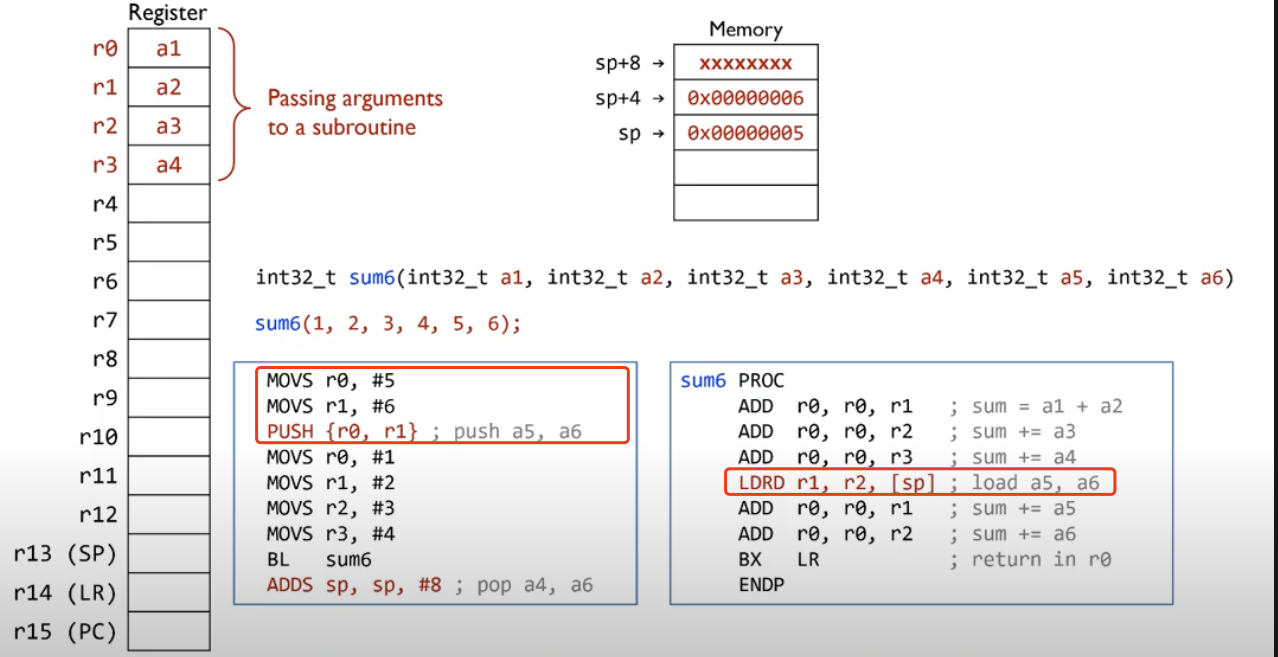 Register
r0 a1
r1 a2
r2 a3
r3 a4
r4
r5
r6
r7
r8
r9
r10
r11
r12
r13 (SP)
r14 (LR)
r15 (PC)
Passing arguments
to a subroutine
Memory
sp+8 → xxxxxxxx
sp+4 → 0x00000006
sp → 0x00000005
int32_t sum6(int32_t a1, int32_t a2, int32_t a3, int32_t a4, int32_t a5, int32_t a6)
sum6(1, 2, 3, 4, 5, 6);
MOVS r0, #5
MOVS r1, #6
PUSH {r0, r1} ; push a5, a6
MOVS r0, #1
MOVS r1, #2
MOVS r2, #3
MOVS r3, #4
BL sum6
ADDS sp, sp, #8 ; pop a4, a6
sum6 PROC
ADD r0, r0, r1 ; sum = a1 + a2
ADD r0, r0, r2 ; sum += a3
ADD r0, r0, r3 ; sum += a4
LDRD r1, r2, [sp] ; load a5, a6
ADD r0, r0, r1 ; sum += a5
ADD r0, r0, r2 ; sum += a6
BX LR ; return in r0
ENDP